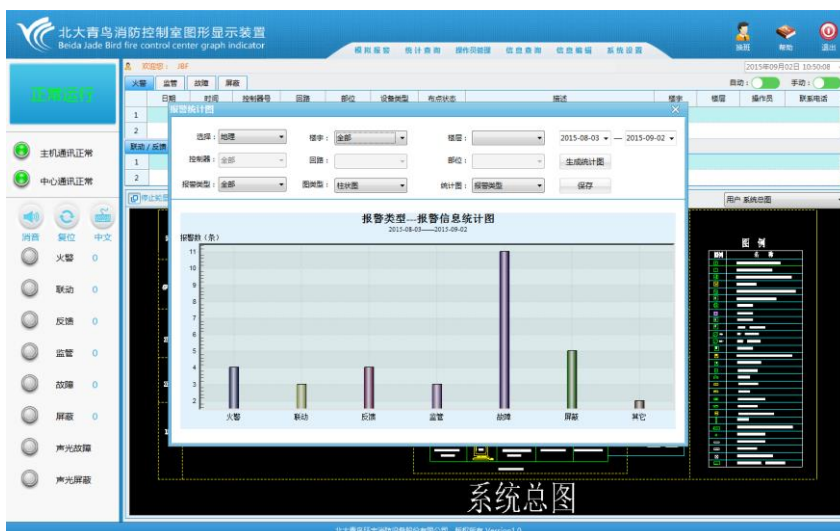 北大青鸟消防控制室图形显示装置
Beida Jade Bird fire control center graph indicator
模拟报警 统计查询 操作员管理 信息查询 信息编辑 系统设置
接班 帮助 退出
欢迎您： JBF
2015年09月02日 10:50:08
正常运行
火警 监管 故障 屏蔽
自动： 手动：
日期 时间 控制器号 回路 部位 设备类型 布点状态 描述 楼宇 楼层 操作员 联系电话
1
2
联动 / 反馈
1
2
主机通讯正常
中心通讯正常
用户 系统总图
消音 复位 中文
火警 0
联动 0
反馈 0
监管 0
故障 0
屏蔽 0
声光故障
声光屏蔽
报警统计图
选择： 地理 楼宇： 全部 楼层： 2015-08-03 — 2015-09-02
控制器： 全部 回路： 部位： 生成统计图
报警类型： 全部 图类型： 柱状图 统计图： 报警类型 保存
报警类型---报警信息统计图
2015-08-03——2015-09-02
报警数（条）
11
10
9
8
7
6
5
4
3
2
火警 联动 反馈 监管 故障 屏蔽 其它
图 例
图例 名 称
系统总图